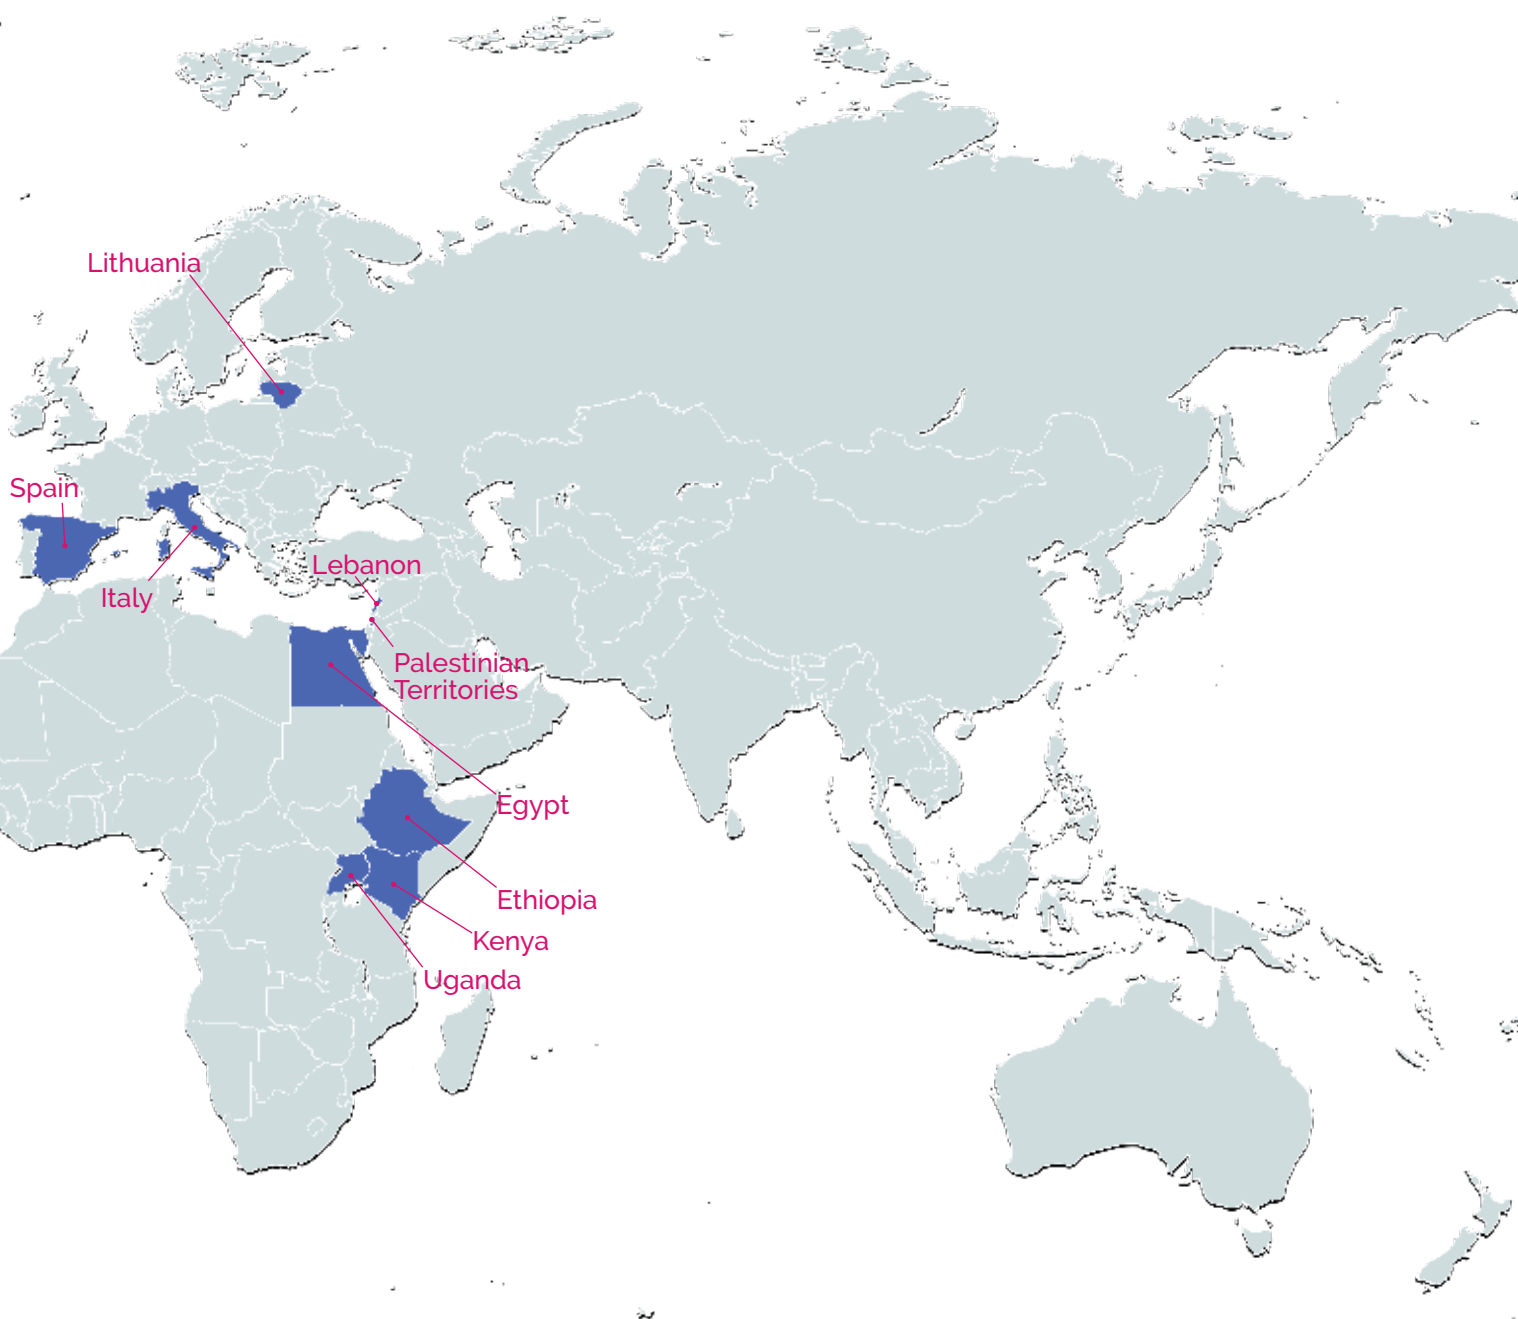 Lithuania
Spain
Lebanon
Italy
Palestinian
Territories
Egypt
Ethiopia
Kenya
Uganda